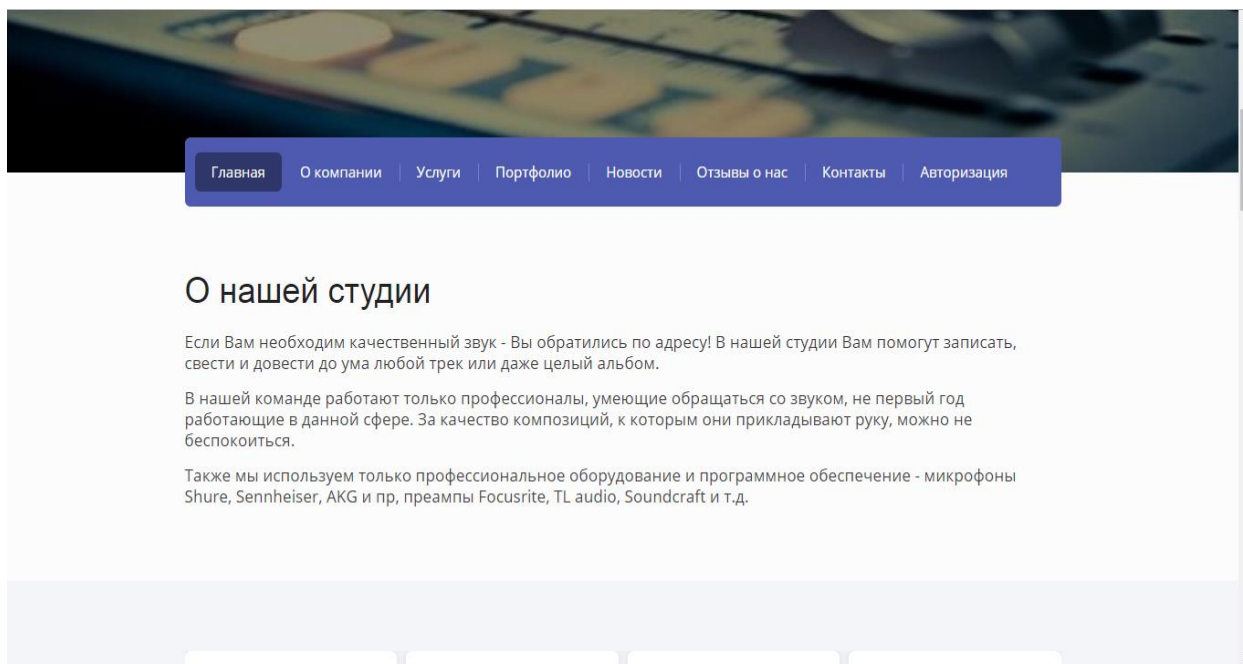 Главная О компании Услуги Портфолио Новости Отзывы о нас Контакты Авторизация
О нашей студии
Если Вам необходим качественный звук - Вы обратились по адресу! В нашей студии Вам помогут записать,
свести и довести до ума любой трек или даже целый альбом.
В нашей команде работают только профессионалы, умеющие обращаться со звуком, не первый год
работающие в данной сфере. За качество композиций, к которым они прикладывают руку, можно не
беспокоиться.
Также мы используем только профессиональное оборудование и программное обеспечение - микрофоны
Shure, Sennheiser, AKG и пр, преампы Focusrite, TL audio, Soundcraft и т.д.